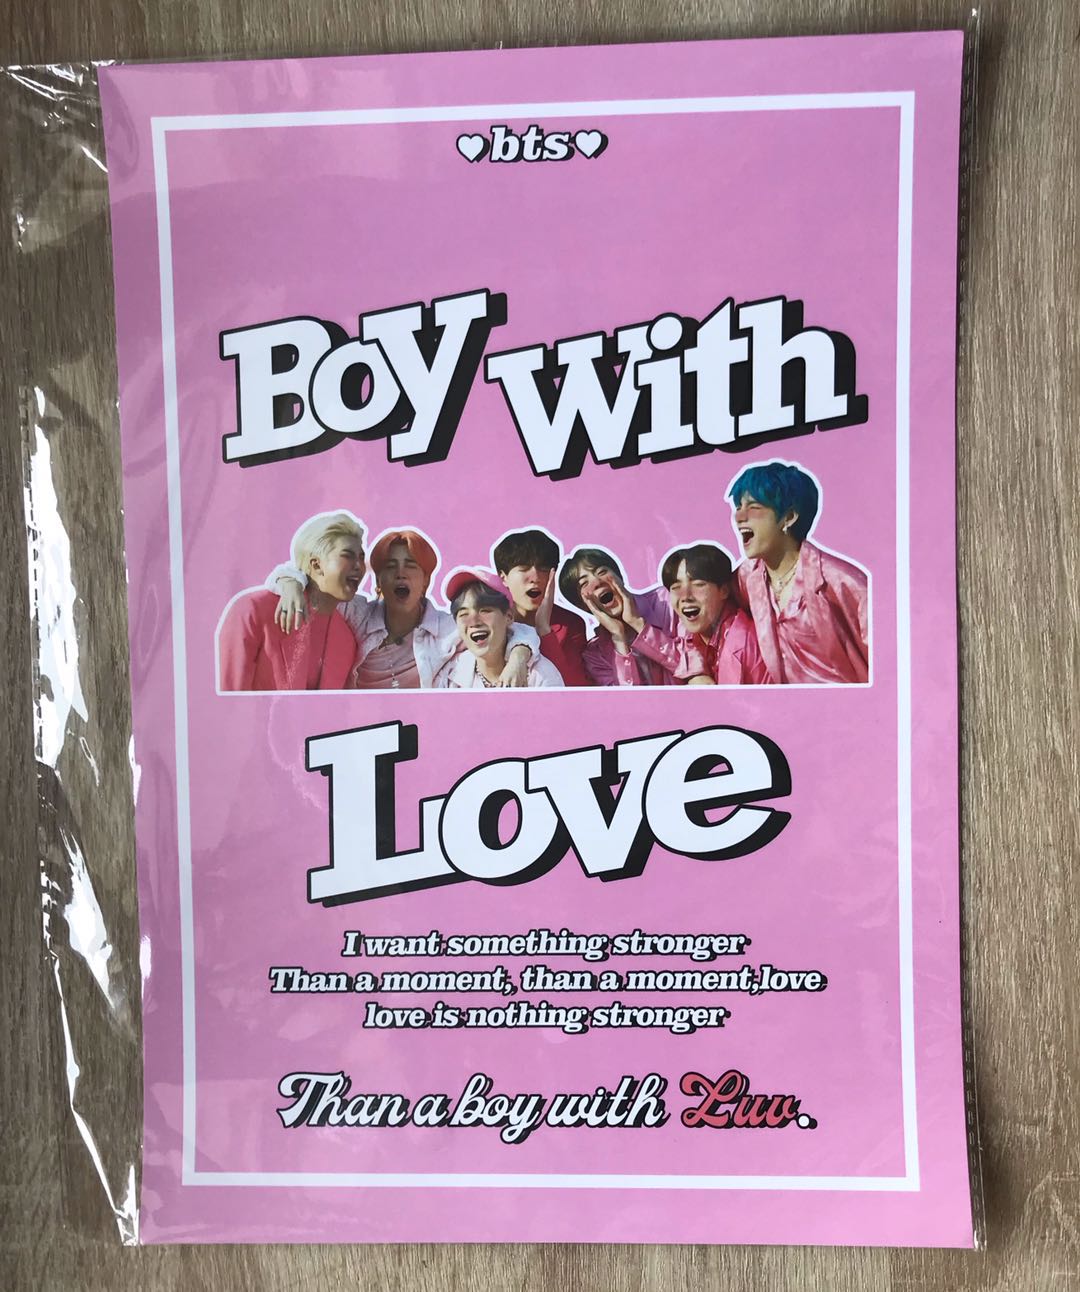 ♥bts♥
Boy With
Love
I want something stronger
Than a moment, than a moment,love
love is nothing stronger
Than a boy with Luv.